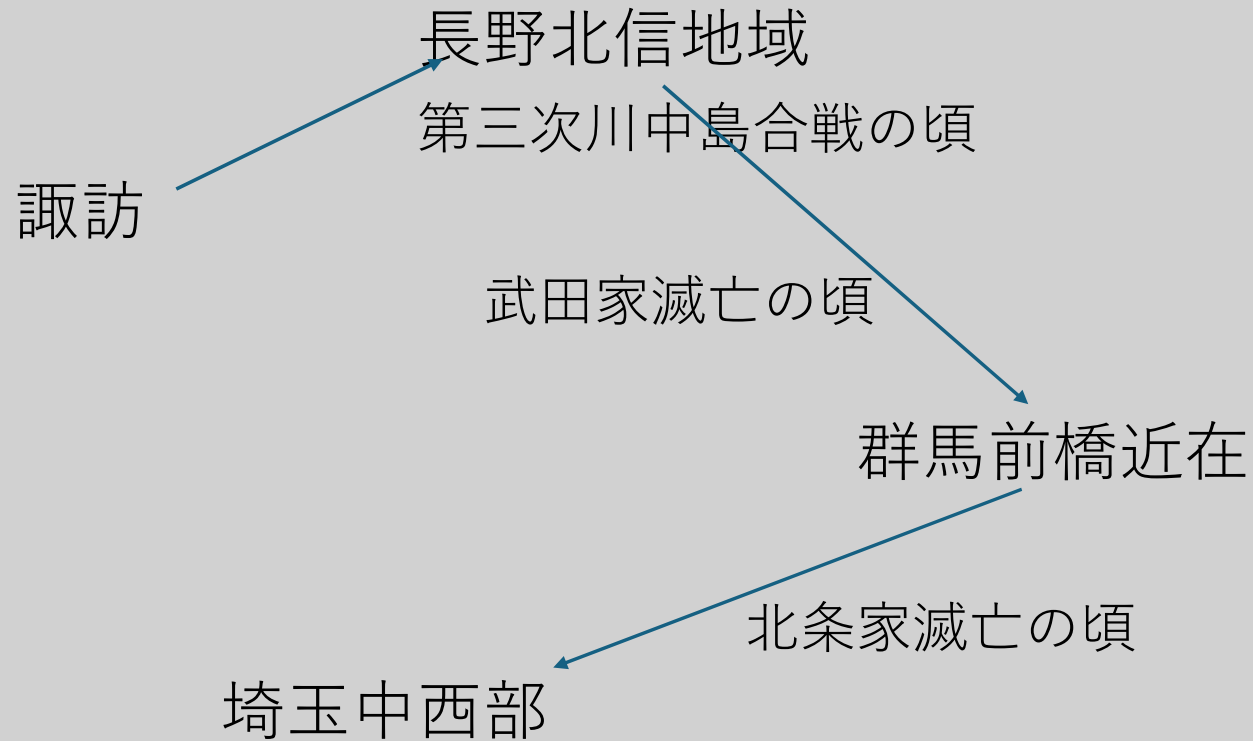 長野北信地域
第三次川中島合戦の頃
諏訪
武田家滅亡の頃
群馬前橋近在
北条家滅亡の頃
埼玉中西部